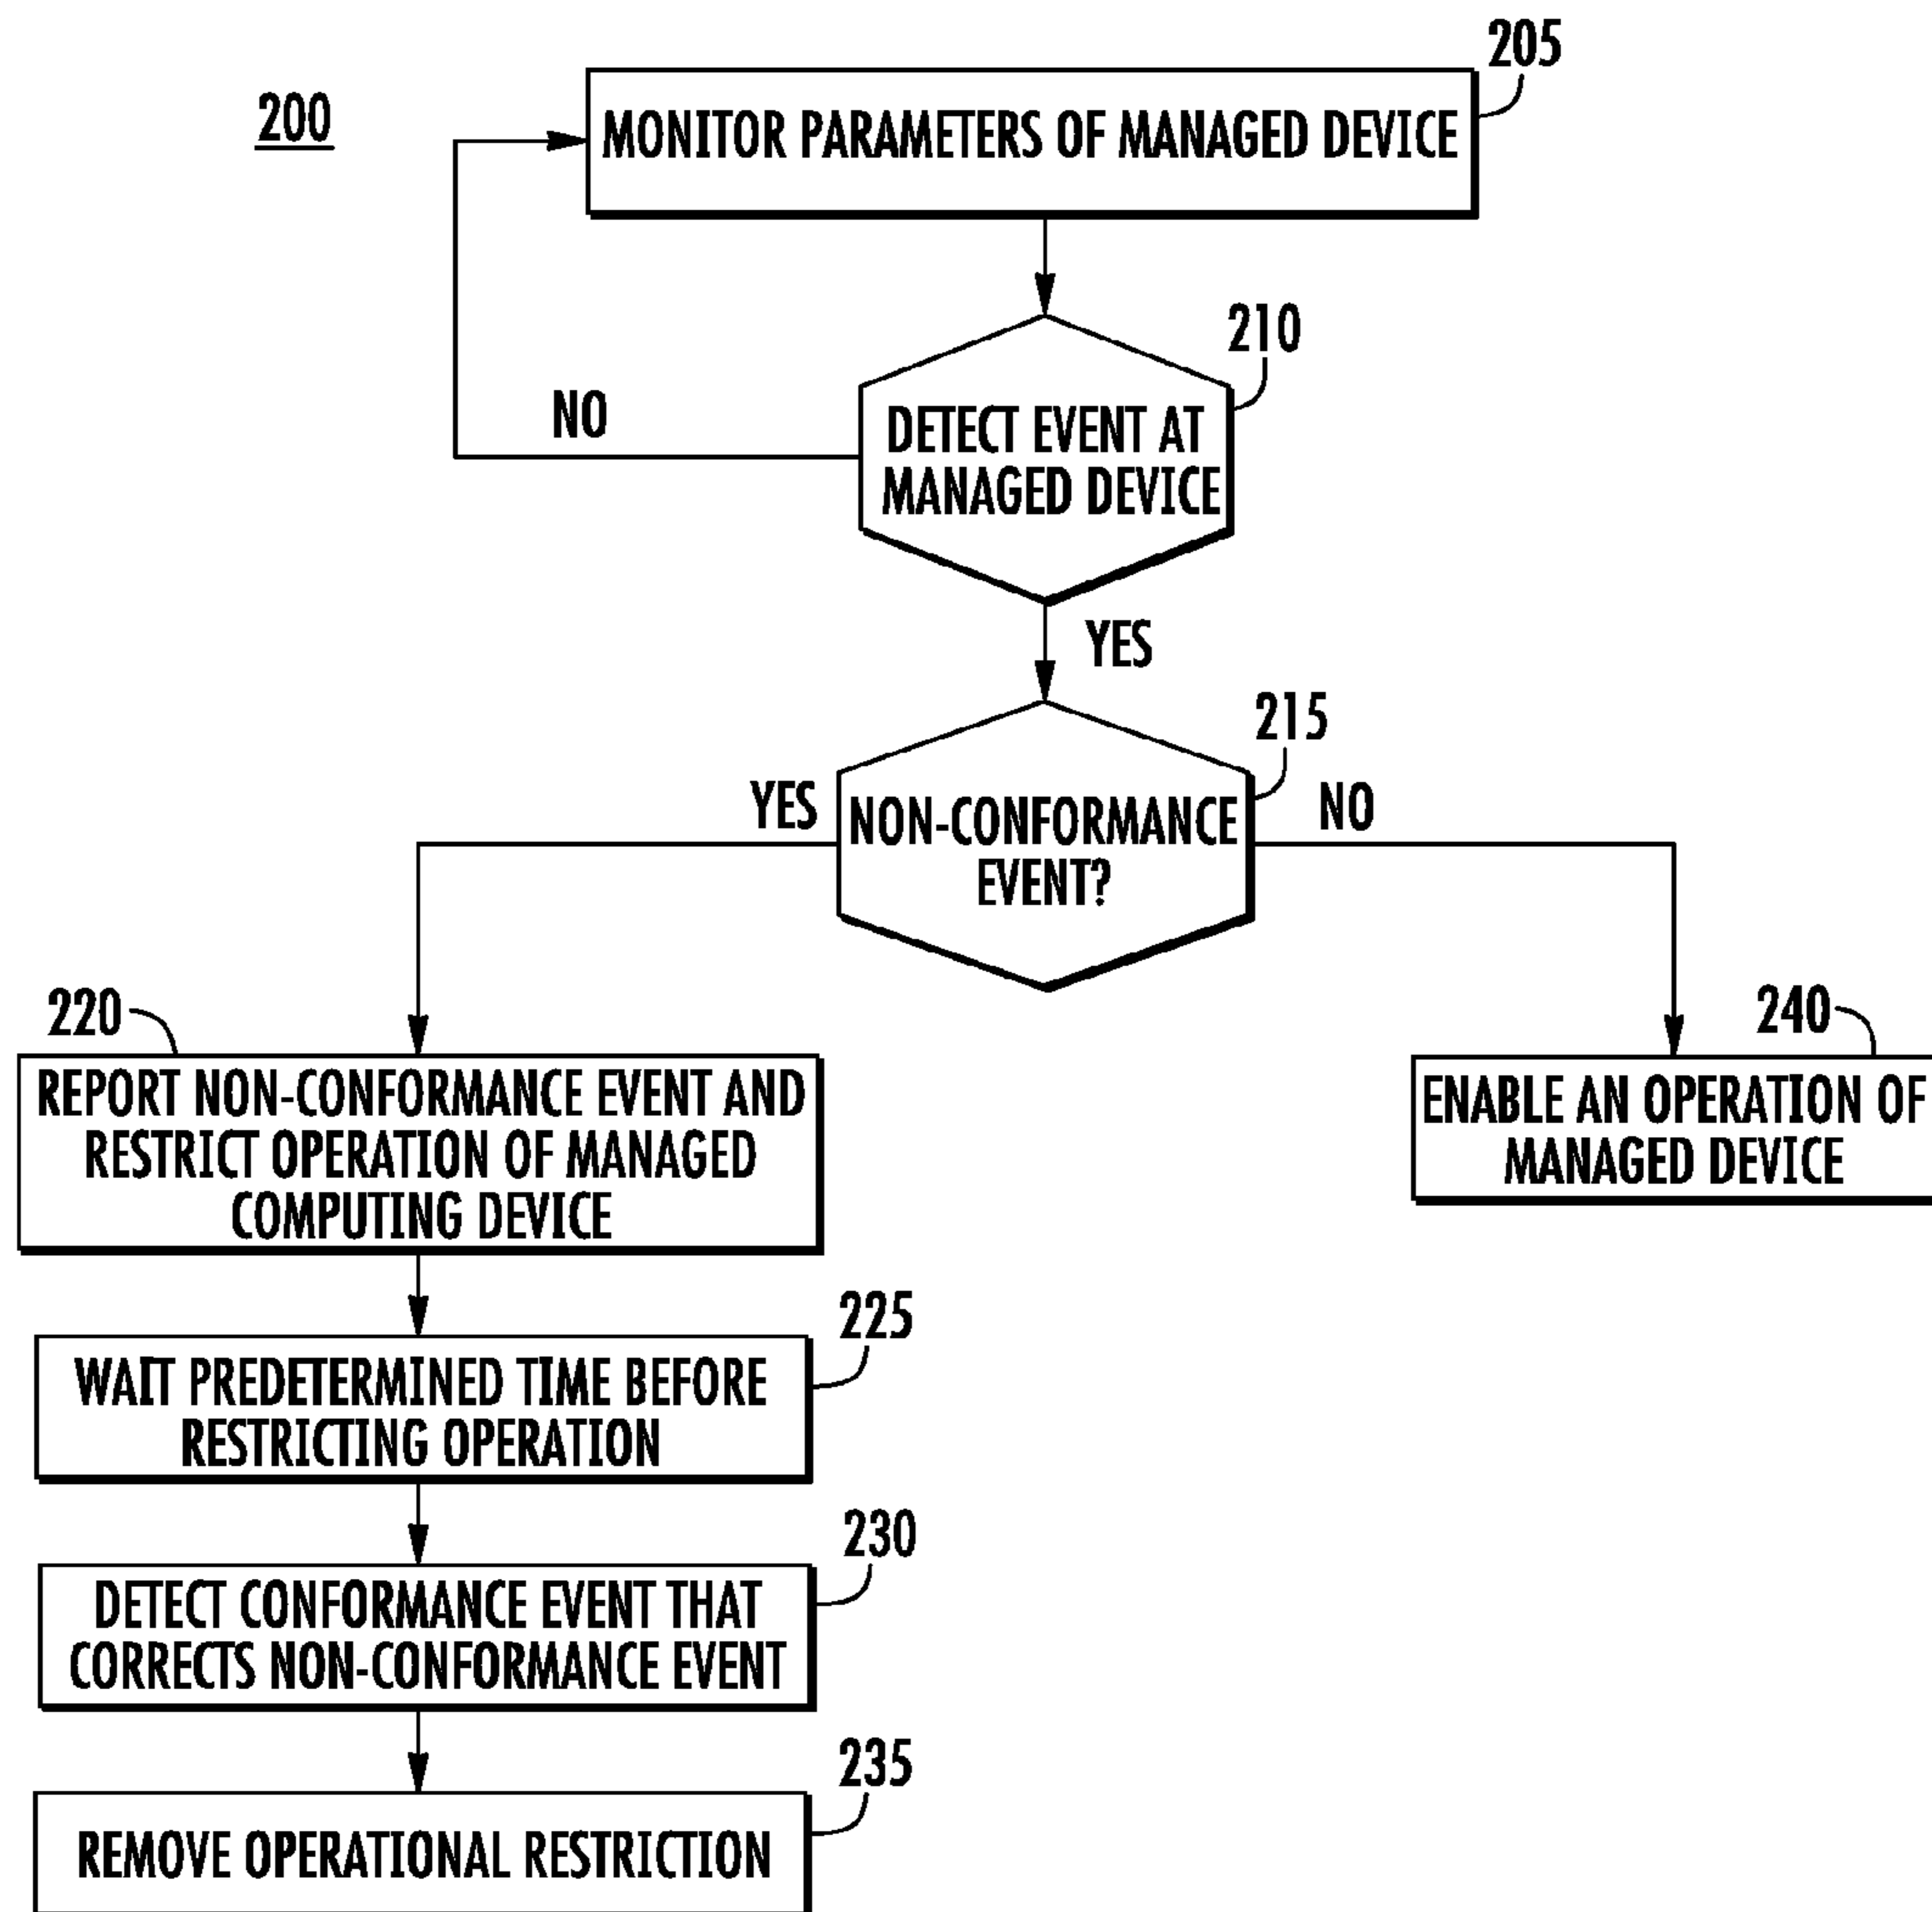 205
200
MONITOR PARAMETERS OF MANAGED DEVICE
210
NO
DETECT EVENT AT
MANAGED DEVICE
YES
215
YES
NO
NON-CONFORMANCE
EVENT?
220
240
REPORT NON-CONFORMANCE EVENT AND
RESTRICT OPERATION OF MANAGED
COMPUTING DEVICE
ENABLE AN OPERATION OF
MANAGED DEVICE
225
WAIT PREDETERMINED TIME BEFORE
RESTRICTING OPERATION
230
DETECT CONFORMANCE EVENT THAT
CORRECTS NON-CONFORMANCE EVENT
235
REMOVE OPERATIONAL RESTRICTION